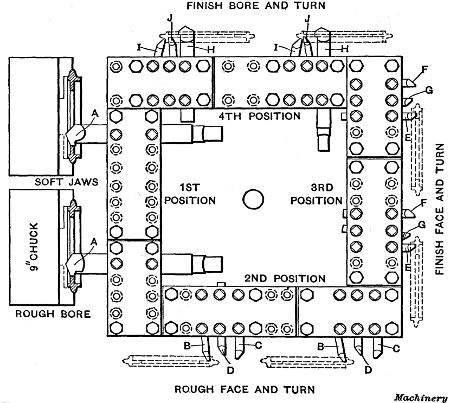 FINISH BORE AND TURN
J
J
I
H
I
H
F
G
E
A
4TH POSITION
SOFT JAWS
1ST POSITION
3RD POSITION
FINISH FACE AND TURN
9" CHUCK
A
F
G
E
ROUGH BORE
2ND POSITION
B
C
D
B
C
D
ROUGH FACE AND TURN
Machinery